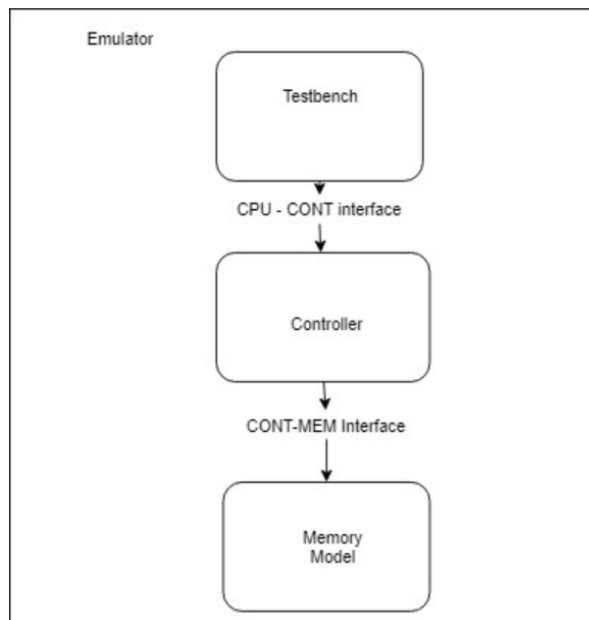 Emulator
Testbench
CPU - CONT interface
Controller
CONT-MEM Interface
Memory
Model